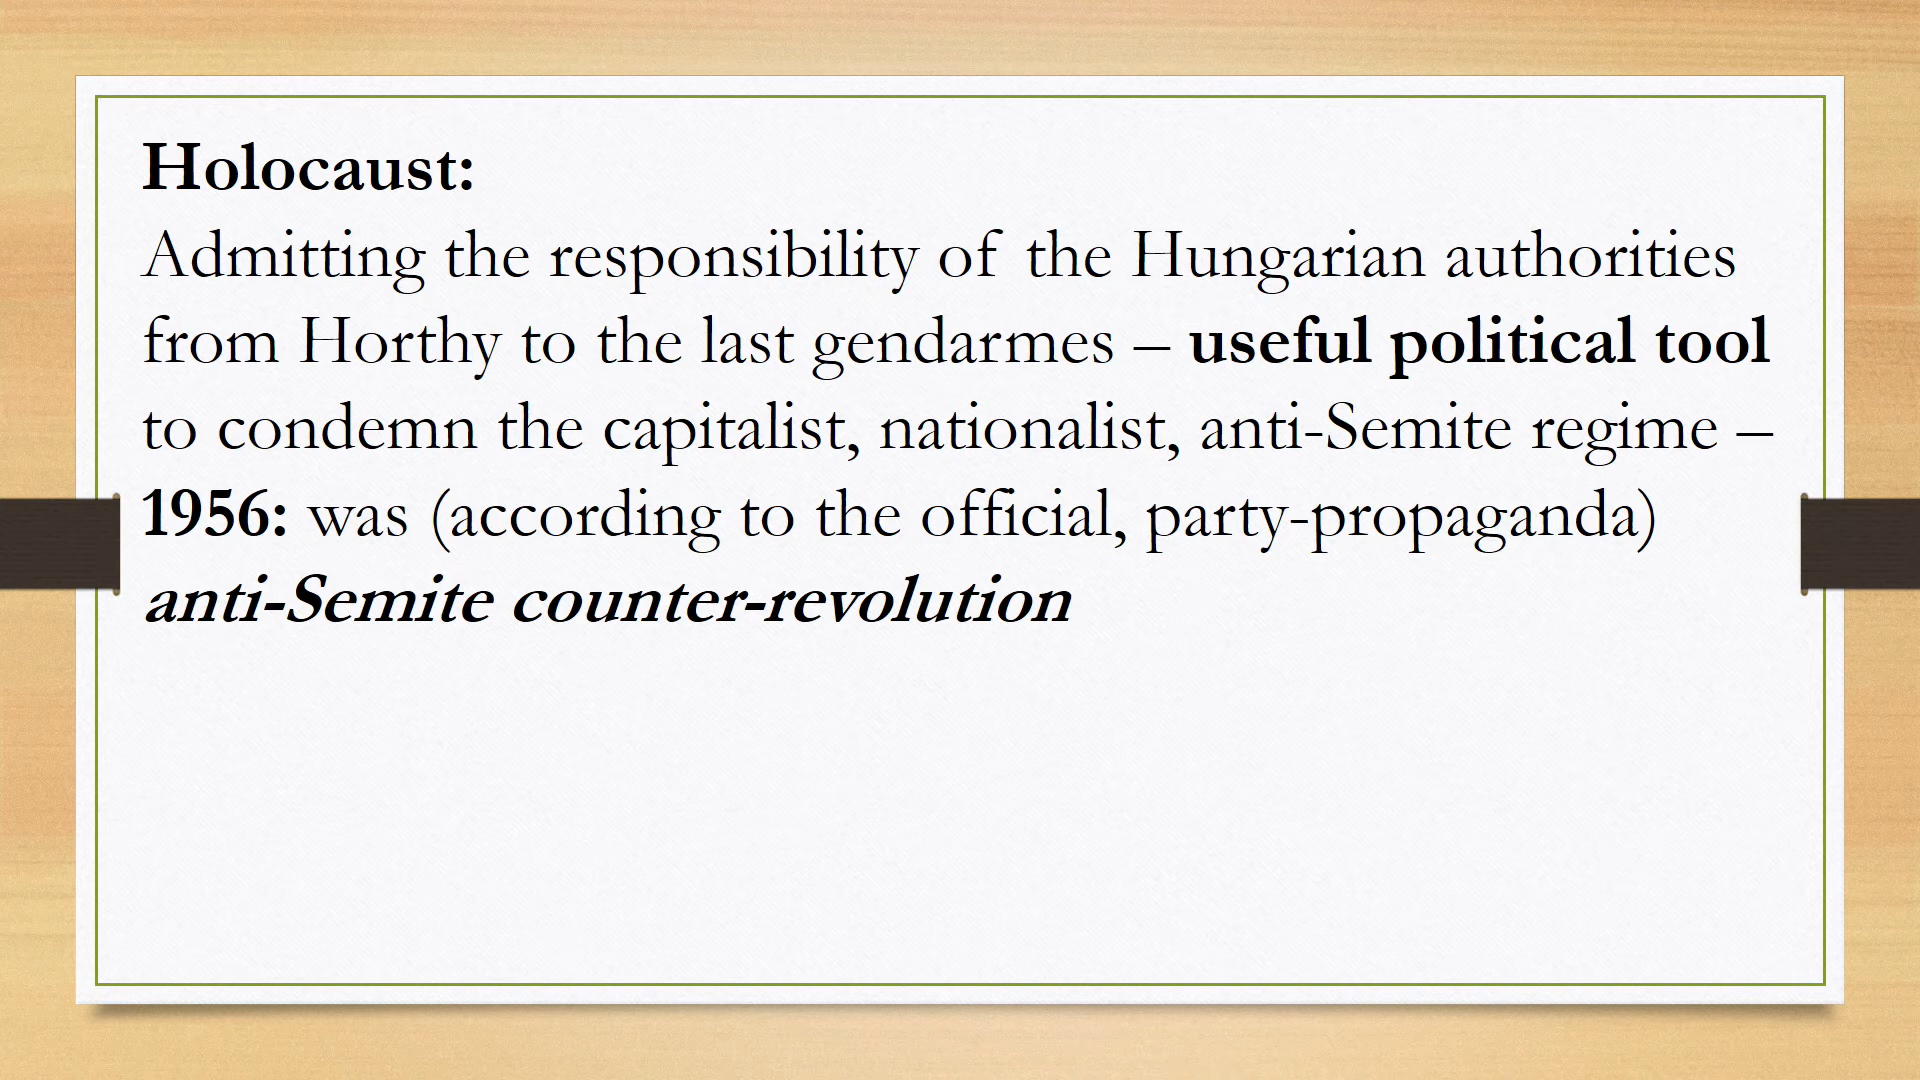 Holocaust:
Admitting the responsibility of the Hungarian authorities
from Horthy to the last gendarmes – useful political tool
to condemn the capitalist, nationalist, anti-Semite regime –
1956: was (according to the official, party-propaganda)
anti-Semite counter-revolution